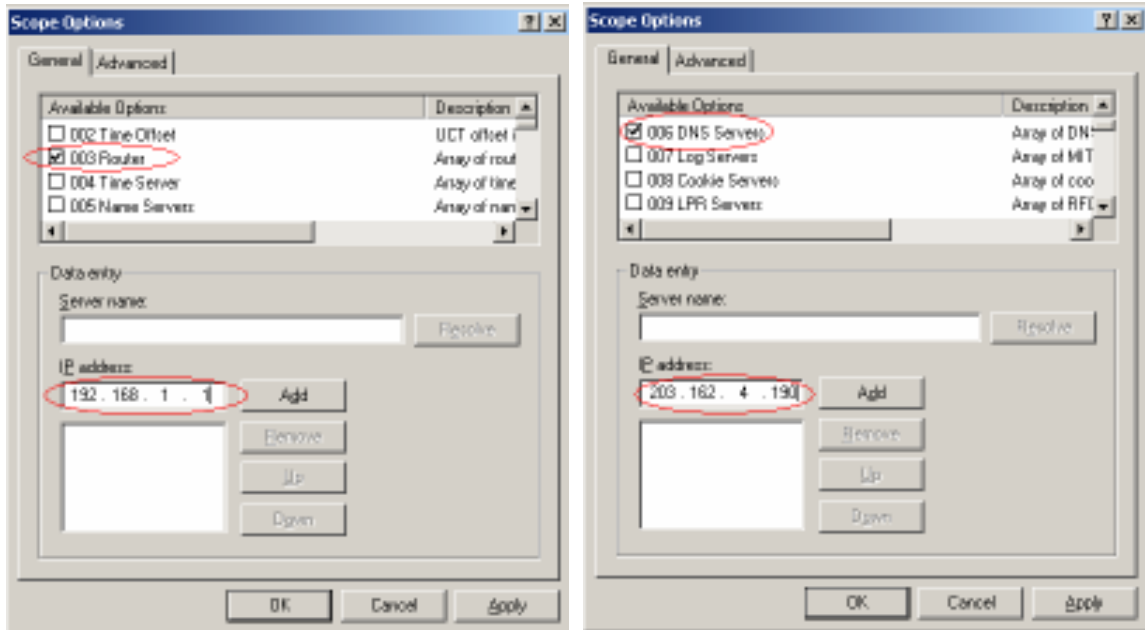 Scope Options
General Advanced
Available Options Description
002 Time Offset UCT offset i
003 Router Array of rout
004 Time Server Array of time
005 Name Servers Array of nam
Data entry
Server name:
Resolve
IP address:
192 . 168 . 1 . 1 Add
Remove
Up
Down
OK Cancel Apply
Scope Options
General Advanced
Available Options Description
006 DNS Servers Array of DNS
007 Log Servers Array of MIT
008 Cookie Servers Array of coo
009 LPR Servers Array of RFC
Data entry
Server name:
Resolve
IP address:
203 . 162 . 4 . 190 Add
Remove
Up
Down
OK Cancel Apply